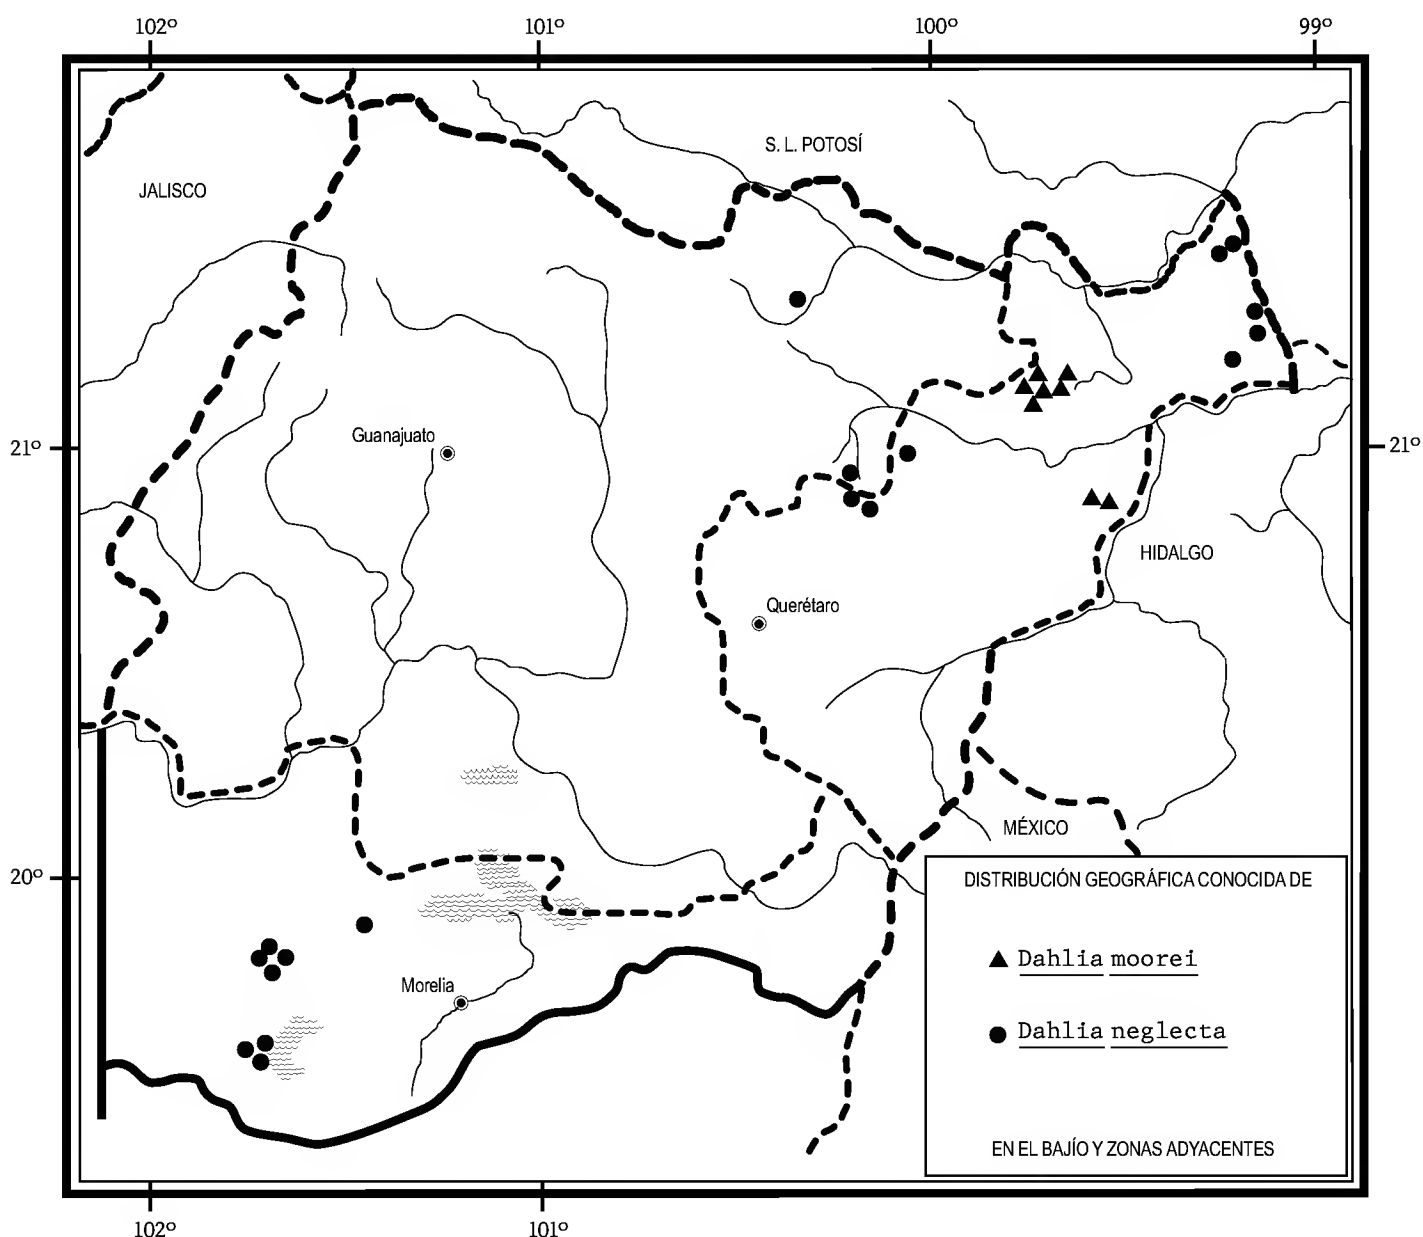 102º 101º 100º 99º
S. L. POTOSÍ
JALISCO
Guanajuato
21º 21º
HIDALGO
Querétaro
MÉXICO
20º
DISTRIBUCIÓN GEOGRÁFICA CONOCIDA DE
Dahlia moorei
Morelia
Dahlia neglecta
EN EL BAJÍO Y ZONAS ADYACENTES
102º 101º